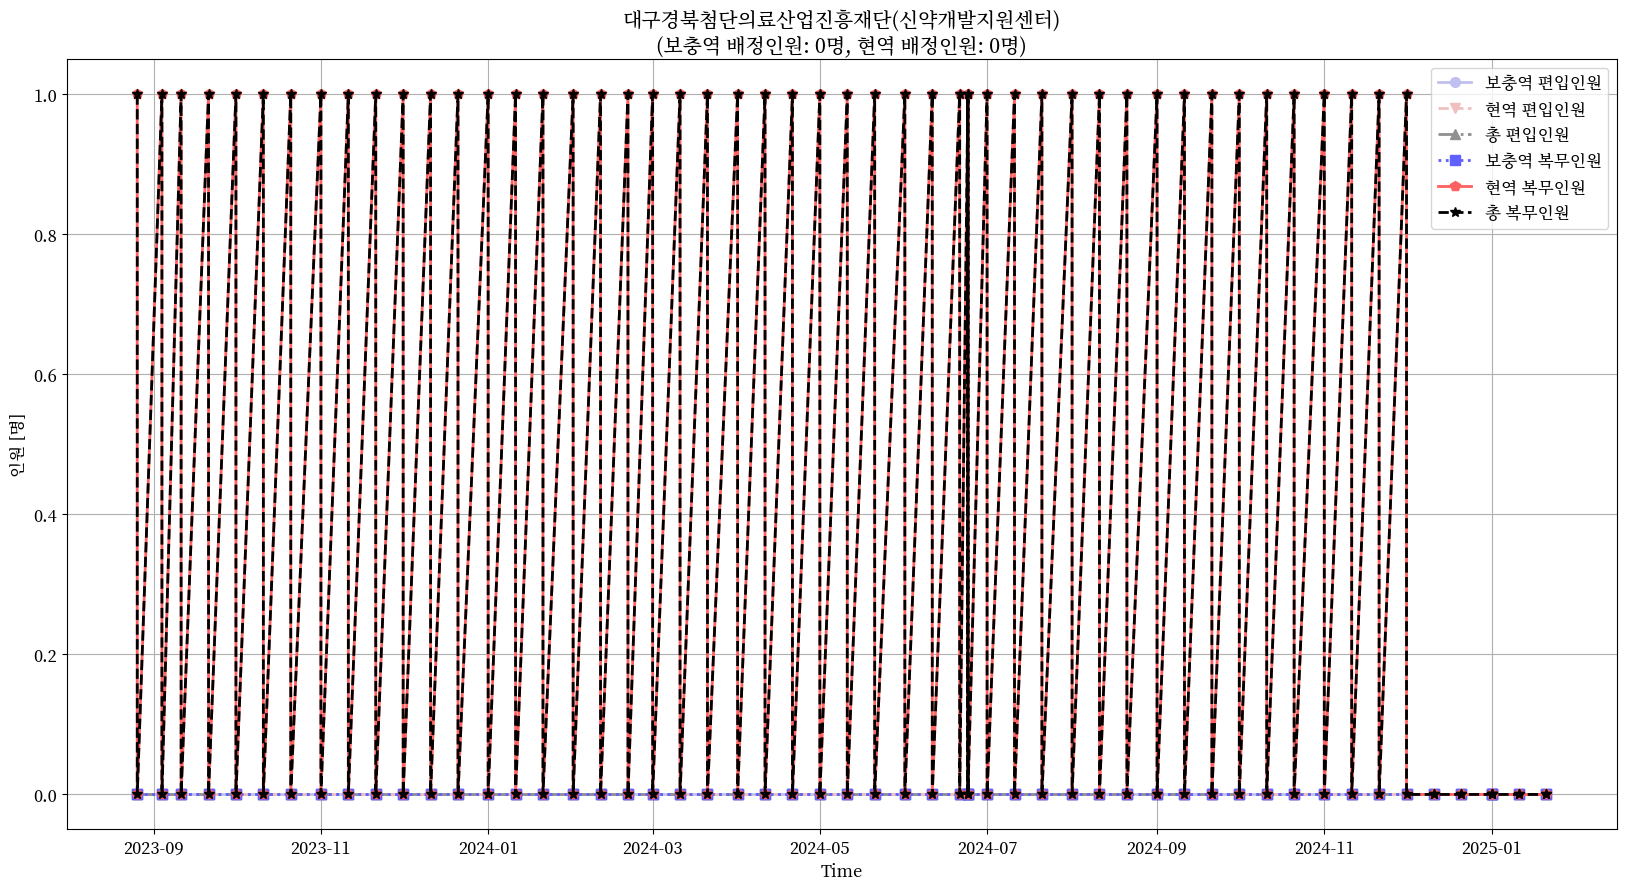 대구경북첨단의료산업진흥재단(신약개발지원센터)
(보충역 배정인원: 0명, 현역 배정인원: 0명)
보충역 편입인원
현역 편입인원
총 편입인원
보충역 복무인원
현역 복무인원
총 복무인원
인원 [명]
1.0
0.8
0.6
0.4
0.2
0.0
2023-09 2023-11 2024-01 2024-03 2024-05 2024-07 2024-09 2024-11 2025-01
Time